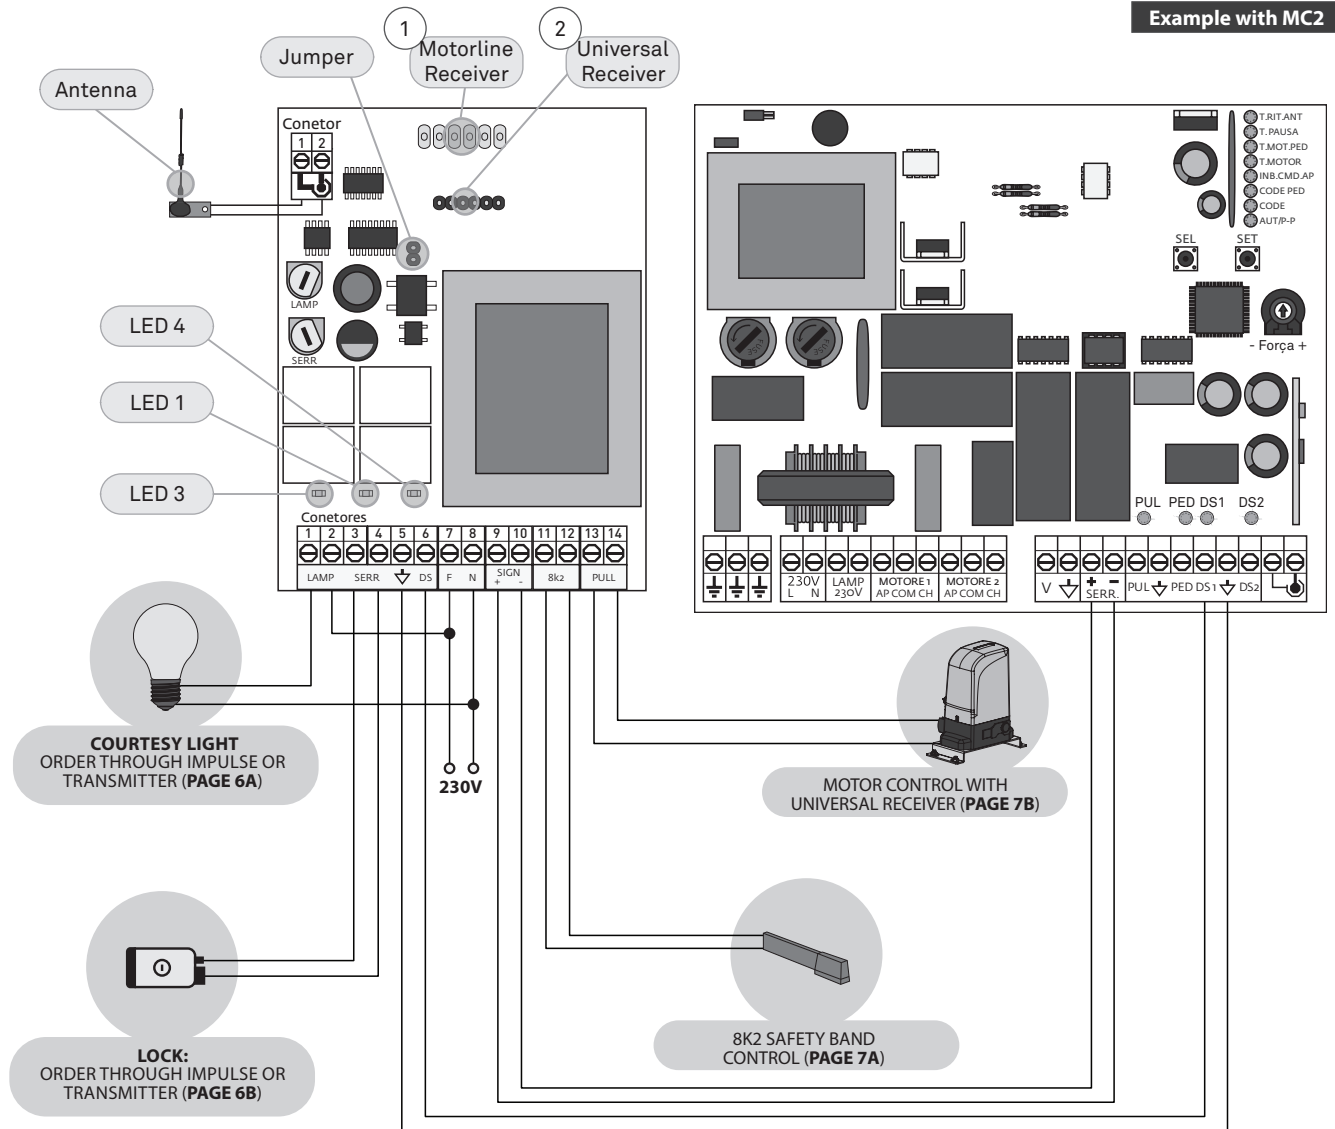 Example with MC2
1
2
Antenna
Jumper
Motorline
Receiver
Universal
Receiver
Conetor
1 2
LAMP
SERR
LED 4
LED 1
LED 3
Conetores
1 2 3 4 5 6 7 8 9 10 11 12 13 14
LAMP SERR DS F N SIGN + - 8k2 PULL
T.RIT.ANT
T. PAUSA
T.MOT.PED
T.MOTOR
INB.CMD.AP
CODE PED
CODE
AUT/P-P
SEL SET
- Força +
FUSE FUSE
PUL PED DS1 DS2
230V
L N
LAMP
230V
MOTORE 1
AP COM CH
MOTORE 2
AP COM CH
V
+ -
SERR.
PUL PED DS1 DS2
COURTESY LIGHT
ORDER THROUGH IMPULSE OR
TRANSMITTER (PAGE 6A)
230V
MOTOR CONTROL WITH
UNIVERSAL RECEIVER (PAGE 7B)
LOCK:
ORDER THROUGH IMPULSE OR
TRANSMITTER (PAGE 6B)
8K2 SAFETY BAND
CONTROL (PAGE 7A)